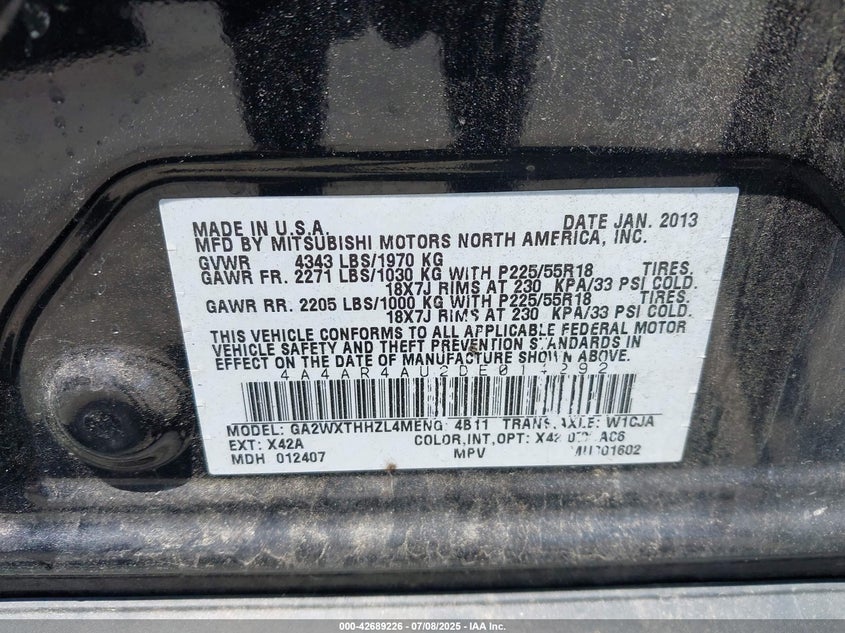 MADE IN U.S.A. DATE JAN. 2013
MFD BY MITSUBISHI MOTORS NORTH AMERICA, INC.
GVWR 4343 LBS/1970 KG
GAWR FR. 2271 LBS/1030 KG WITH P225/55R18 TIRES.
18X7J RIMS AT 230 KPA/33 PSI COLD.
GAWR RR. 2205 LBS/1000 KG WITH P225/55R18 TIRES.
18X7J RIMS AT 230 KPA/33 PSI COLD.
THIS VEHICLE CONFORMS TO ALL APPLICABLE FEDERAL MOTOR
VEHICLE SAFETY AND THEFT PREVENTION STANDARDS IN
EFFECT ON THE DATE OF MANUFACTURE SHOWN ABOVE.
MODEL: GA2WXTHHZL4M ENG 4B11 TRANS. AXLE: W1CJA
EXT: X42A COLOR,INT,OPT: AC6
MDH 012407 MPV
000-42689226 - 07/08/2025 - IAA Inc.